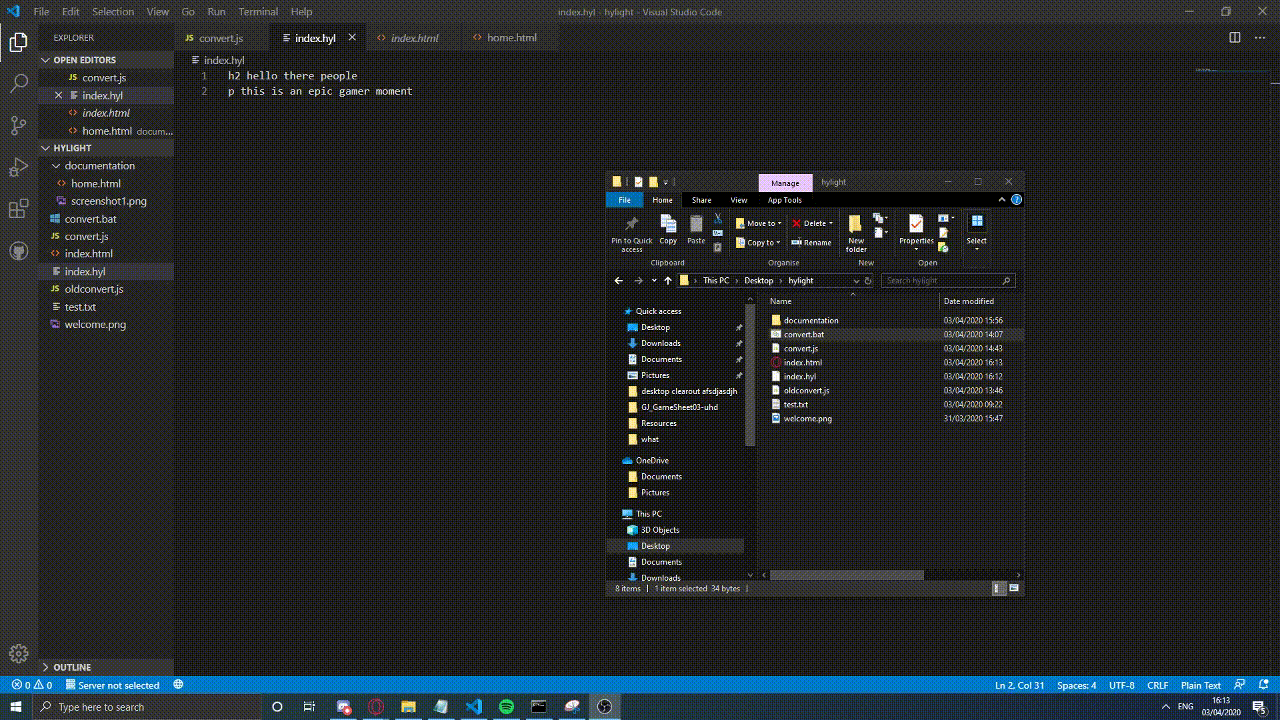 File Edit Selection View Go Run Terminal Help index.hyl - hylight - Visual Studio Code
EXPLORER
convert.js index.hyl index.html home.html
OPEN EDITORS
convert.js
index.hyl
index.html
home.html docum...
HYLIGHT
documentation
home.html
screenshot1.png
convert.bat
convert.js
index.html
index.hyl
oldconvert.js
test.txt
welcome.png
OUTLINE
index.hyl
1 h2 hello there people
2 p this is an epic gamer moment
Manage hylight
File Home Share View App Tools
Pin to Quick access
Copy
Paste
Move to
Copy to
Delete
Rename
New folder
Properties
Select
Clipboard Organise New Open
This PC Desktop hylight Search hylight
Quick access
Desktop
Downloads
Documents
Pictures
desktop clearout afsdjasdjh
GJ_GameSheet03-uhd
Resources
what
OneDrive
Documents
Pictures
This PC
3D Objects
Desktop
Documents
Downloads
Name Date modified
documentation 03/04/2020 15:56
convert.bat 03/04/2020 14:07
convert.js 03/04/2020 14:43
index.html 03/04/2020 16:13
index.hyl 03/04/2020 16:12
oldconvert.js 03/04/2020 13:46
test.txt 03/04/2020 09:22
welcome.png 31/03/2020 15:47
8 items 1 item selected 34 bytes
0 0 Server not selected Ln 2, Col 31 Spaces: 4 UTF-8 CRLF Plain Text
Type here to search
ENG
16:13
03/04/2020
5